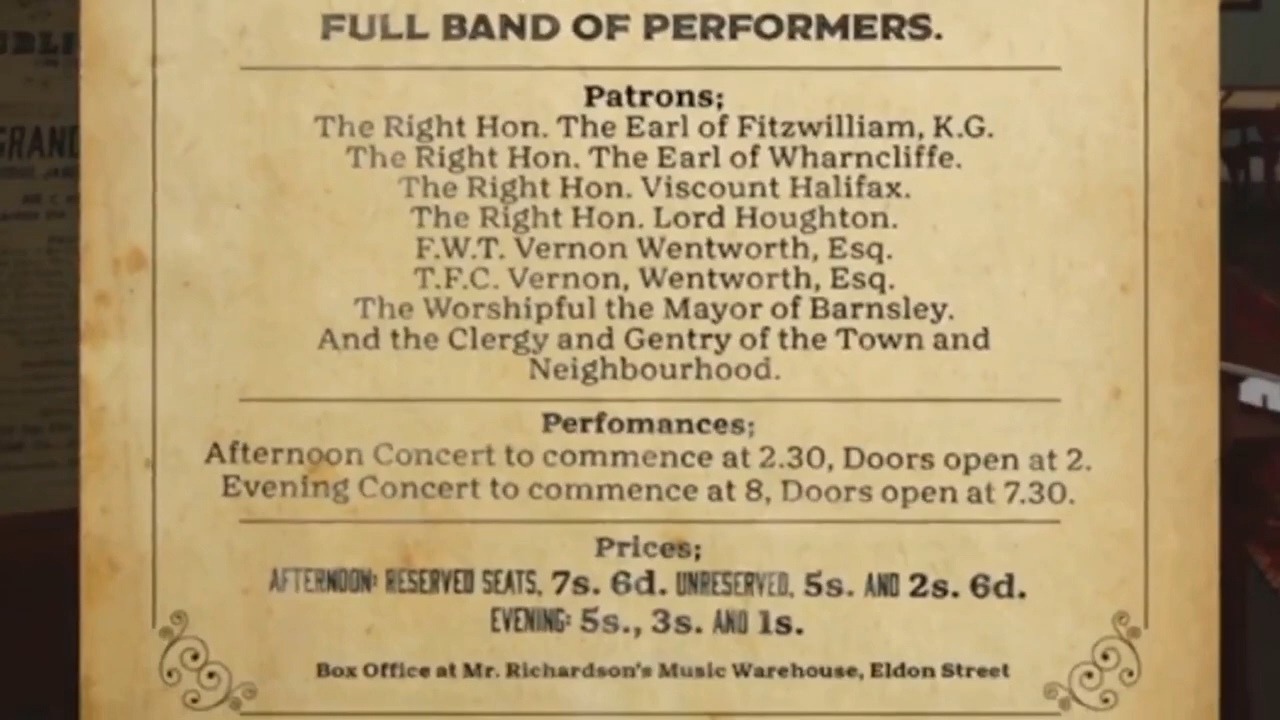 FULL BAND OF PERFORMERS.
Patrons;
The Right Hon. The Earl of Fitzwilliam, K.G.
The Right Hon. The Earl of Wharncliffe.
The Right Hon. Viscount Halifax.
The Right Hon. Lord Houghton.
F.W.T. Vernon Wentworth, Esq.
T.F.C. Vernon, Wentworth, Esq.
The Worshipful the Mayor of Barnsley.
And the Clergy and Gentry of the Town and
Neighbourhood.
Perfomances;
Afternoon Concert to commence at 2.30, Doors open at 2.
Evening Concert to commence at 8, Doors open at 7.30.
Prices;
AFTERNOON: RESERVED SEATS, 7s. 6d. UNRESERVED, 5s. AND 2s. 6d.
EVENING: 5s., 3s. AND 1s.
Box Office at Mr. Richardson's Music Warehouse, Eldon Street
GRAND